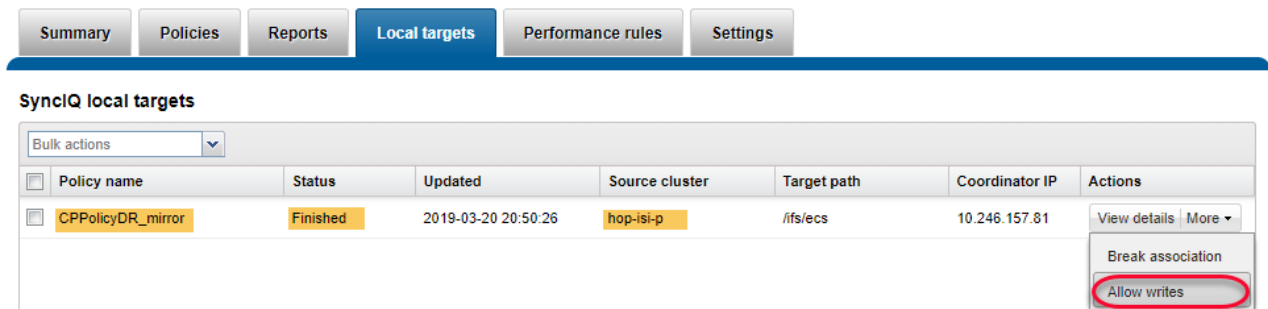 Summary Policies Reports Local targets Performance rules Settings
SyncIQ local targets
Bulk actions
Policy name Status Updated Source cluster Target path Coordinator IP Actions
CPPolicyDR_mirror Finished 2019-03-20 20:50:26 hop-isi-p /ifs/ecs 10.246.157.81 View details More
Break association
Allow writes